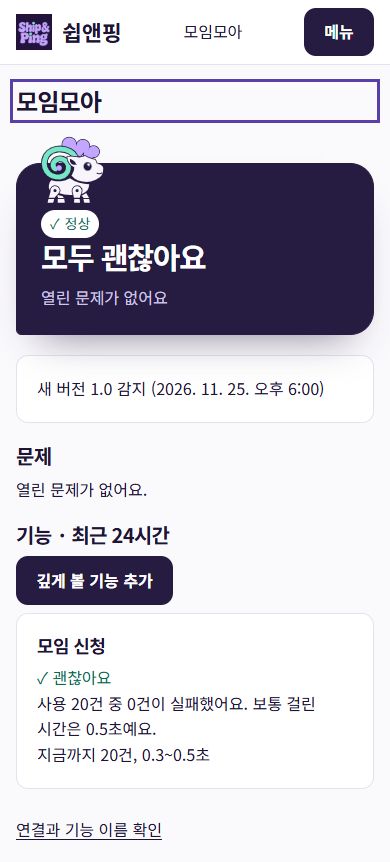 Ship&
Ping
쉽앤핑
모임모아
메뉴
모임모아
✓ 정상
모두 괜찮아요
열린 문제가 없어요
새 버전 1.0 감지 (2026. 11. 25. 오후 6:00)
문제
열린 문제가 없어요.
기능 · 최근 24시간
깊게 볼 기능 추가
모임 신청
✓ 괜찮아요
사용 20건 중 0건이 실패했어요. 보통 걸린
시간은 0.5초예요.
지금까지 20건, 0.3~0.5초
연결과 기능 이름 확인